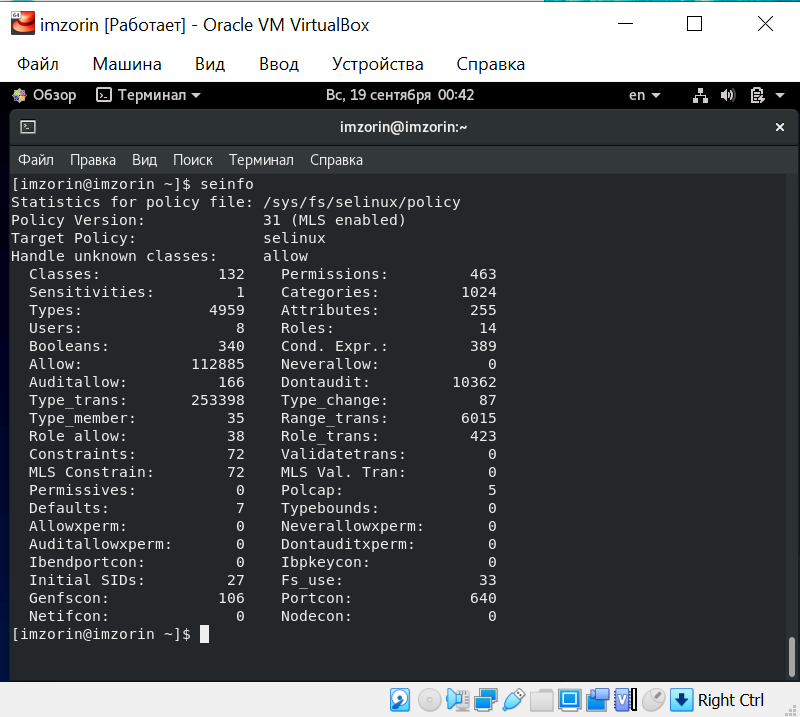 imzorin [Работает] - Oracle VM VirtualBox
Файл Машина Вид Ввод Устройства Справка
Обзор Терминал Вс, 19 сентября 00:42 en
imzorin@imzorin:~
Файл Правка Вид Поиск Терминал Справка
[imzorin@imzorin ~]$ seinfo
Statistics for policy file: /sys/fs/selinux/policy
Policy Version: 31 (MLS enabled)
Target Policy: selinux
Handle unknown classes: allow
Classes: 132 Permissions: 463
Sensitivities: 1 Categories: 1024
Types: 4959 Attributes: 255
Users: 8 Roles: 14
Booleans: 340 Cond. Expr.: 389
Allow: 112885 Neverallow: 0
Auditallow: 166 Dontaudit: 10362
Type_trans: 253398 Type_change: 87
Type_member: 35 Range_trans: 6015
Role allow: 38 Role_trans: 423
Constraints: 72 Validatetrans: 0
MLS Constrain: 72 MLS Val. Tran: 0
Permissives: 0 Polcap: 5
Defaults: 7 Typebounds: 0
Allowxperm: 0 Neverallowxperm: 0
Auditallowxperm: 0 Dontauditxperm: 0
Ibendportcon: 0 Ibpkeycon: 0
Initial SIDs: 27 Fs_use: 33
Genfscon: 106 Portcon: 640
Netifcon: 0 Nodecon: 0
[imzorin@imzorin ~]$
Right Ctrl